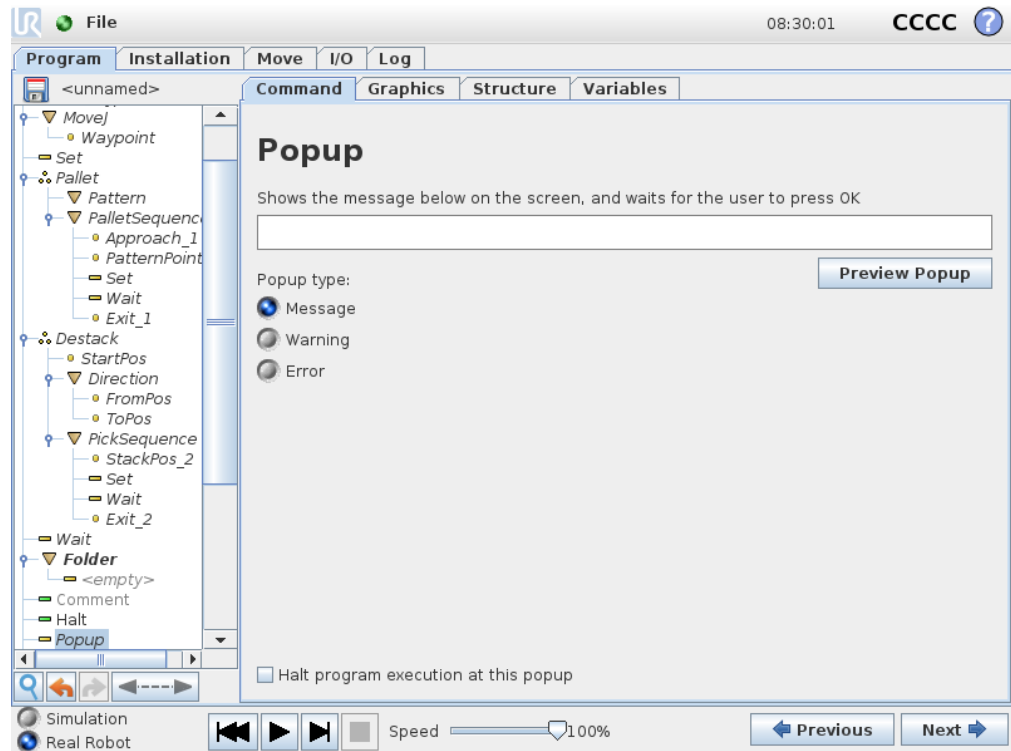 UR File 08:30:01 CCCC ?
Program Installation Move I/O Log
<unnamed> Command Graphics Structure Variables
MoveJ
Waypoint
Set
Pallet
Pattern
PalletSequenc
Approach_1
PatternPoint
Set
Wait
Exit_1
Destack
StartPos
Direction
FromPos
ToPos
PickSequence
StackPos_2
Set
Wait
Exit_2
Wait
Folder
<empty>
Comment
Halt
Popup
Popup
Shows the message below on the screen, and waits for the user to press OK
Preview Popup
Popup type:
Message
Warning
Error
Halt program execution at this popup
Simulation
Real Robot
Speed 100%
Previous Next